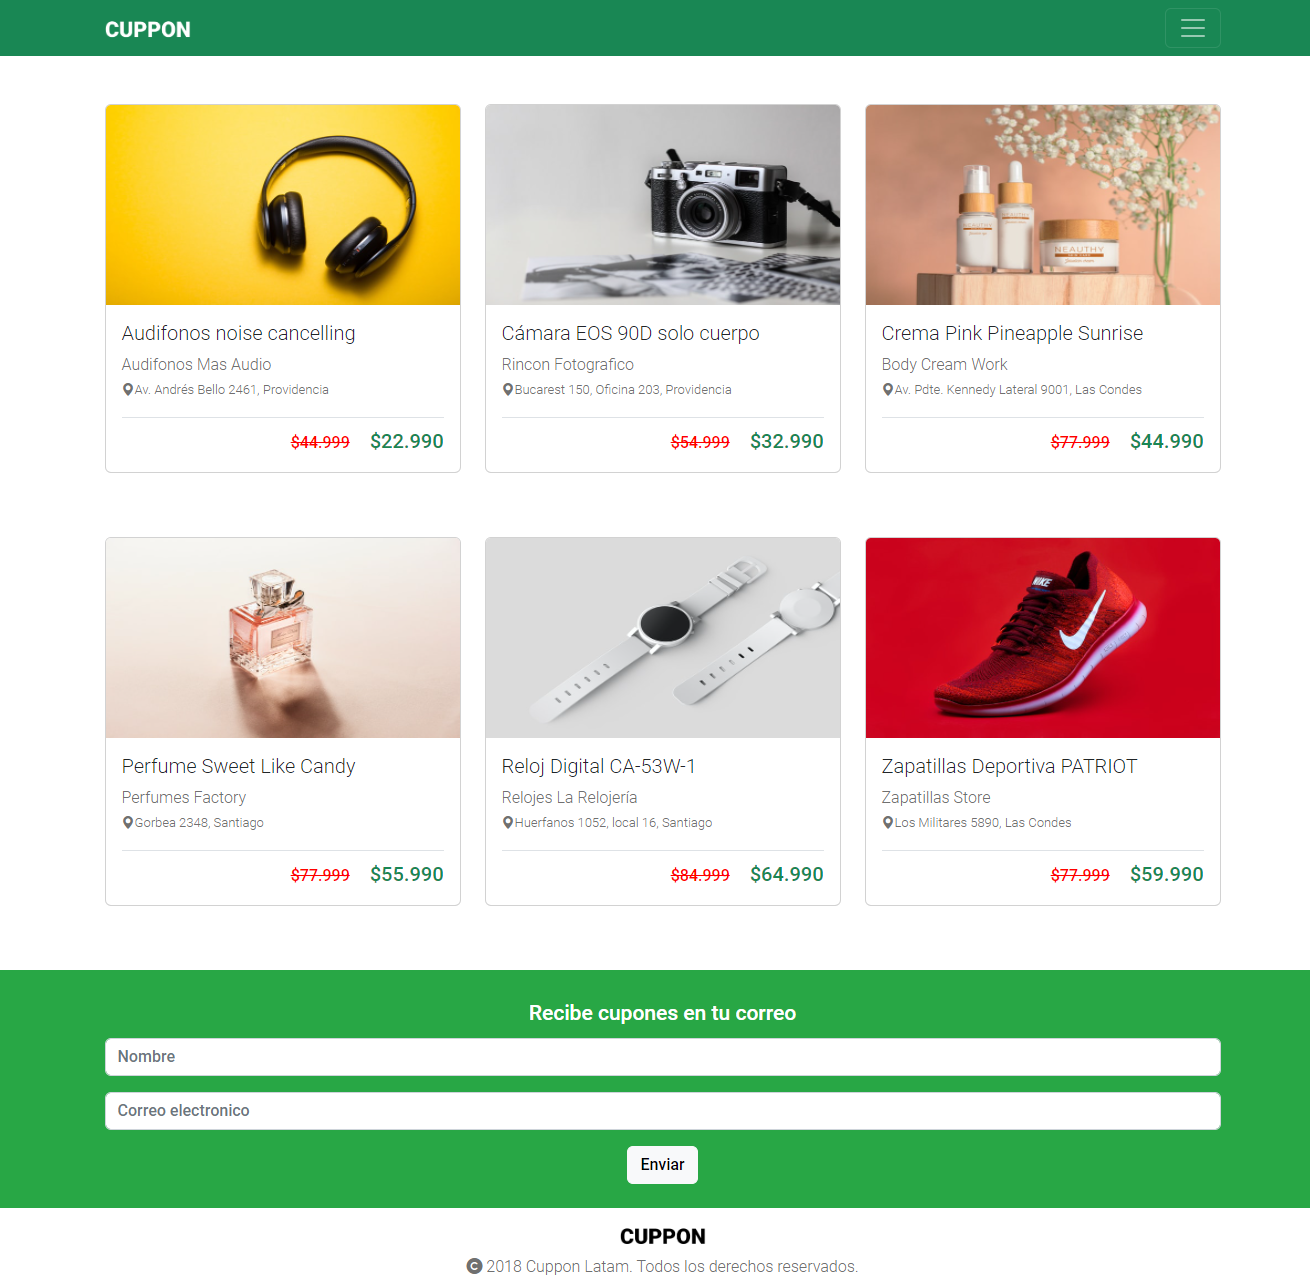 CUPPON
NEAUTHY
NEAUTHY
NEAUTHY
Audifonos noise cancelling
Audifonos Mas Audio
Av. Andrés Bello 2461, Providencia
$44.999 $22.990
Cámara EOS 90D solo cuerpo
Rincon Fotografico
Bucarest 150, Oficina 203, Providencia
$54.999 $32.990
Crema Pink Pineapple Sunrise
Body Cream Work
Av. Pdte. Kennedy Lateral 9001, Las Condes
$77.999 $44.990
NIKE
Perfume Sweet Like Candy
Perfumes Factory
Gorbea 2348, Santiago
$77.999 $55.990
Reloj Digital CA-53W-1
Relojes La Relojería
Huerfanos 1052, local 16, Santiago
$84.999 $64.990
Zapatillas Deportiva PATRIOT
Zapatillas Store
Los Militares 5890, Las Condes
$77.999 $59.990
Recibe cupones en tu correo
Nombre
Correo electronico
Enviar
CUPPON
© 2018 Cuppon Latam. Todos los derechos reservados.